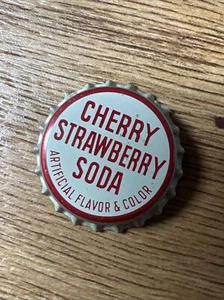 CHERRY
STRAWBERRY
SODA
ARTIFICIAL FLAVOR & COLOR